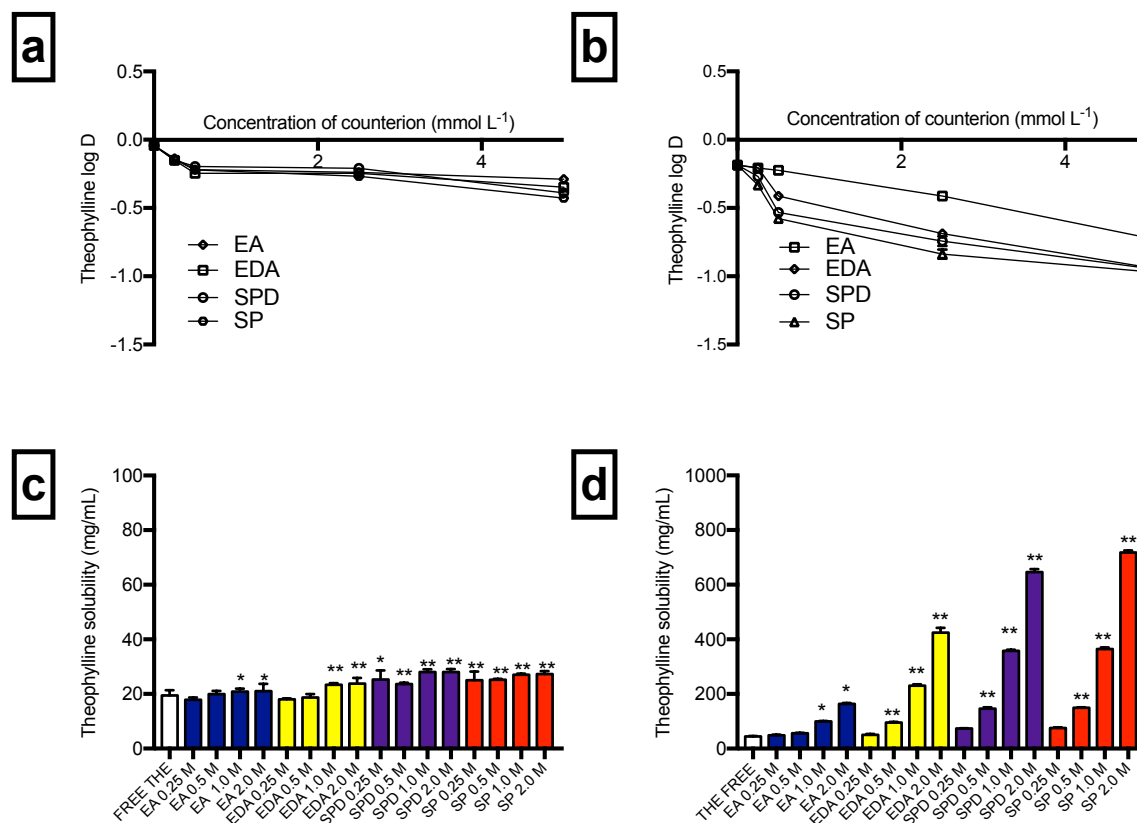 a
0.5
0.0
-0.5
-1.0
-1.5
Theophylline log D
Concentration of counterion (mmol L-1)
2
4
EA
EDA
SPD
SP
b
0.5
0.0
-0.5
-1.0
-1.5
Theophylline log D
Concentration of counterion (mmol L-1)
2
4
EA
EDA
SPD
SP
c
100
80
60
40
20
0
Theophylline solubility (mg/mL)
* * ** ** * ** ** ** ** ** ** **
FREE THE
EA 0.25 M
EA 0.5 M
EA 1.0 M
EA 2.0 M
EDA 0.25 M
EDA 0.5 M
EDA 1.0 M
EDA 2.0 M
SPD 0.25 M
SPD 0.5 M
SPD 1.0 M
SPD 2.0 M
SP 0.25 M
SP 0.5 M
SP 1.0 M
SP 2.0 M
d
1000
800
600
400
200
0
Theophylline solubility (mg/mL)
* * ** ** ** ** ** ** ** ** **
THE FREE
EA 0.25 M
EA 0.5 M
EA 1.0 M
EA 2.0 M
EDA 0.25 M
EDA 0.5 M
EDA 1.0 M
EDA 2.0 M
SPD 0.25 M
SPD 0.5 M
SPD 1.0 M
SPD 2.0 M
SP 0.25 M
SP 0.5 M
SP 1.0 M
SP 2.0 M